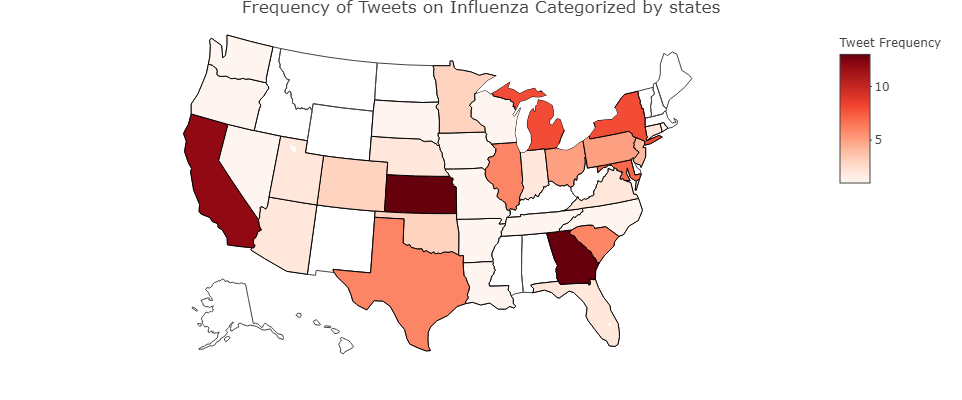 Frequency of Tweets on Influenza Categorized by states
Tweet Frequency
10
5